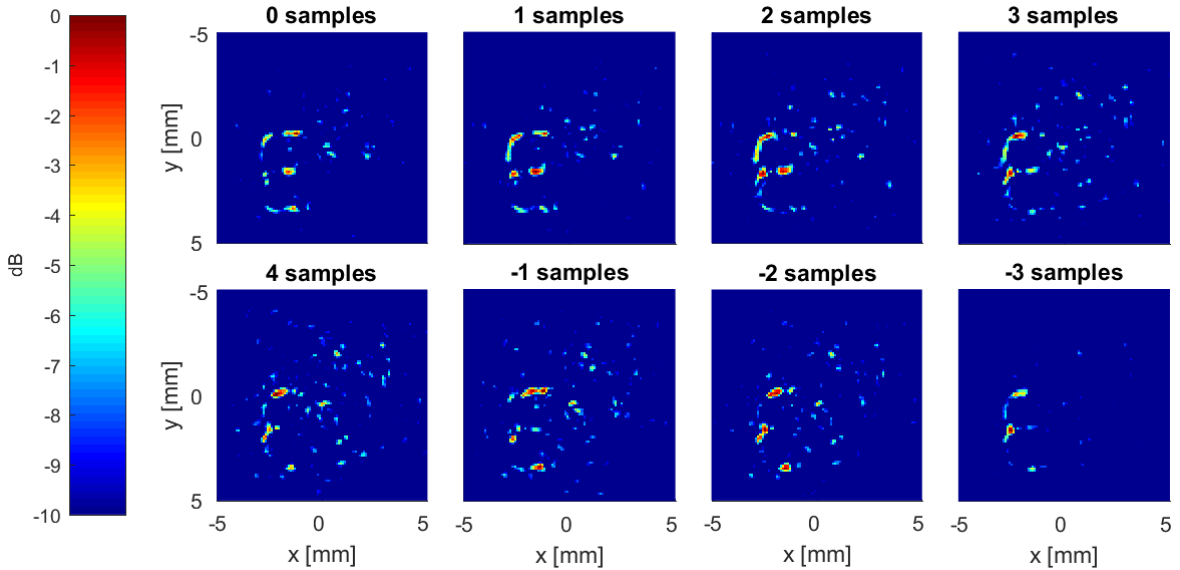 0 samples 1 samples 2 samples 3 samples
0
-1
-2
-3
-4
-5
-6
-7
-8
-9
-10
dB
-5
0
5
y [mm]
y [mm]
4 samples -1 samples -2 samples -3 samples
-5
0
5
y [mm]
y [mm]
-5 0 5 -5 0 5 -5 0 5 -5 0 5
x [mm] x [mm] x [mm] x [mm]